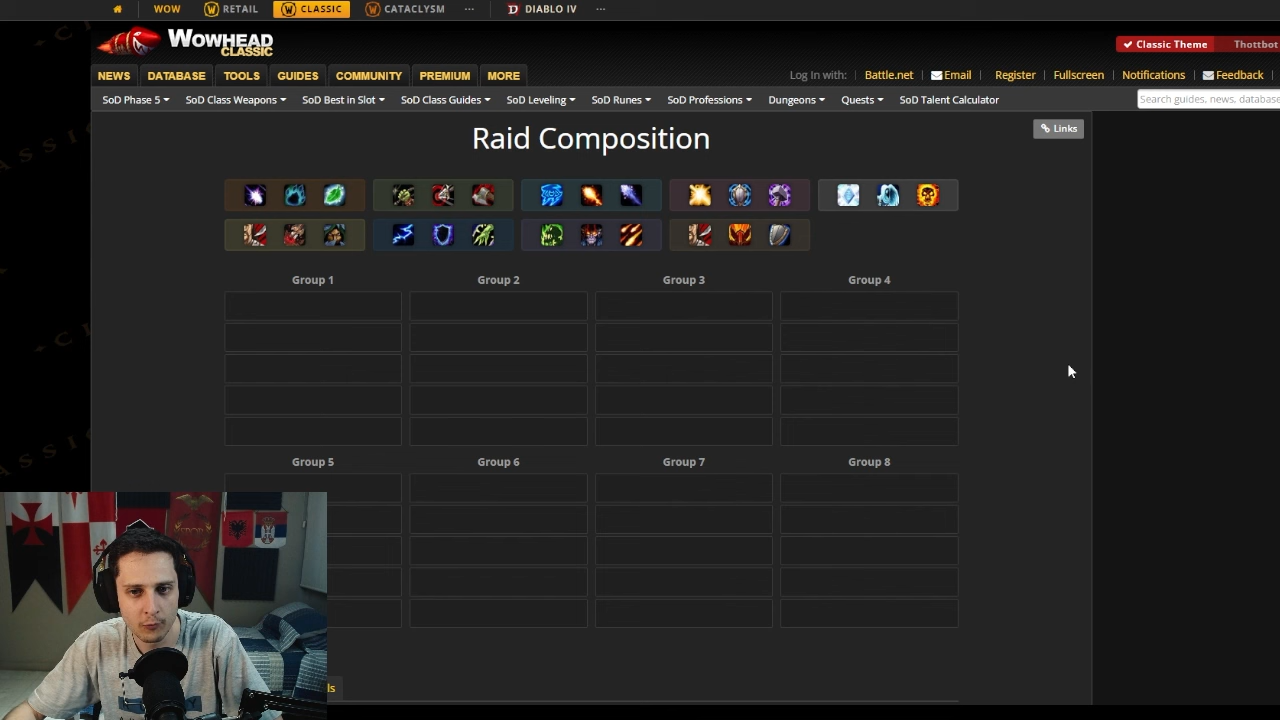 WOW RETAIL CLASSIC CATACLYSM ... DIABLO IV ...
WOWHEAD
CLASSIC
Classic Theme Thottbot
NEWS DATABASE TOOLS GUIDES COMMUNITY PREMIUM MORE
Log In with: Battle.net Email Register Fullscreen Notifications Feedback
SoD Phase 5 SoD Class Weapons SoD Best in Slot SoD Class Guides SoD Leveling SoD Runes SoD Professions Dungeons Quests SoD Talent Calculator
Search guides, news, database
Raid Composition
Links
Group 1 Group 2 Group 3 Group 4
Group 5 Group 6 Group 7 Group 8
ls